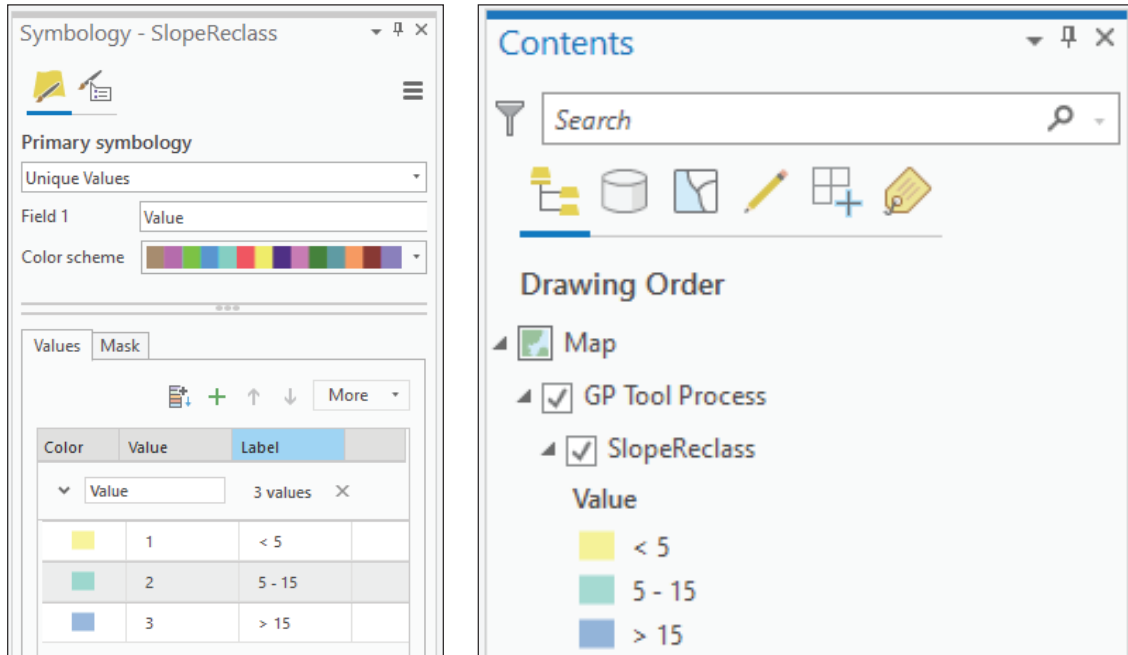 Symbology - SlopeReclass
Primary symbology
Unique Values
Field 1 Value
Color scheme
Values Mask
More
Color Value Label
Value 3 values
1 < 5
2 5 - 15
3 > 15
Contents
Search
Drawing Order
Map
GP Tool Process
SlopeReclass
Value
< 5
5 - 15
> 15